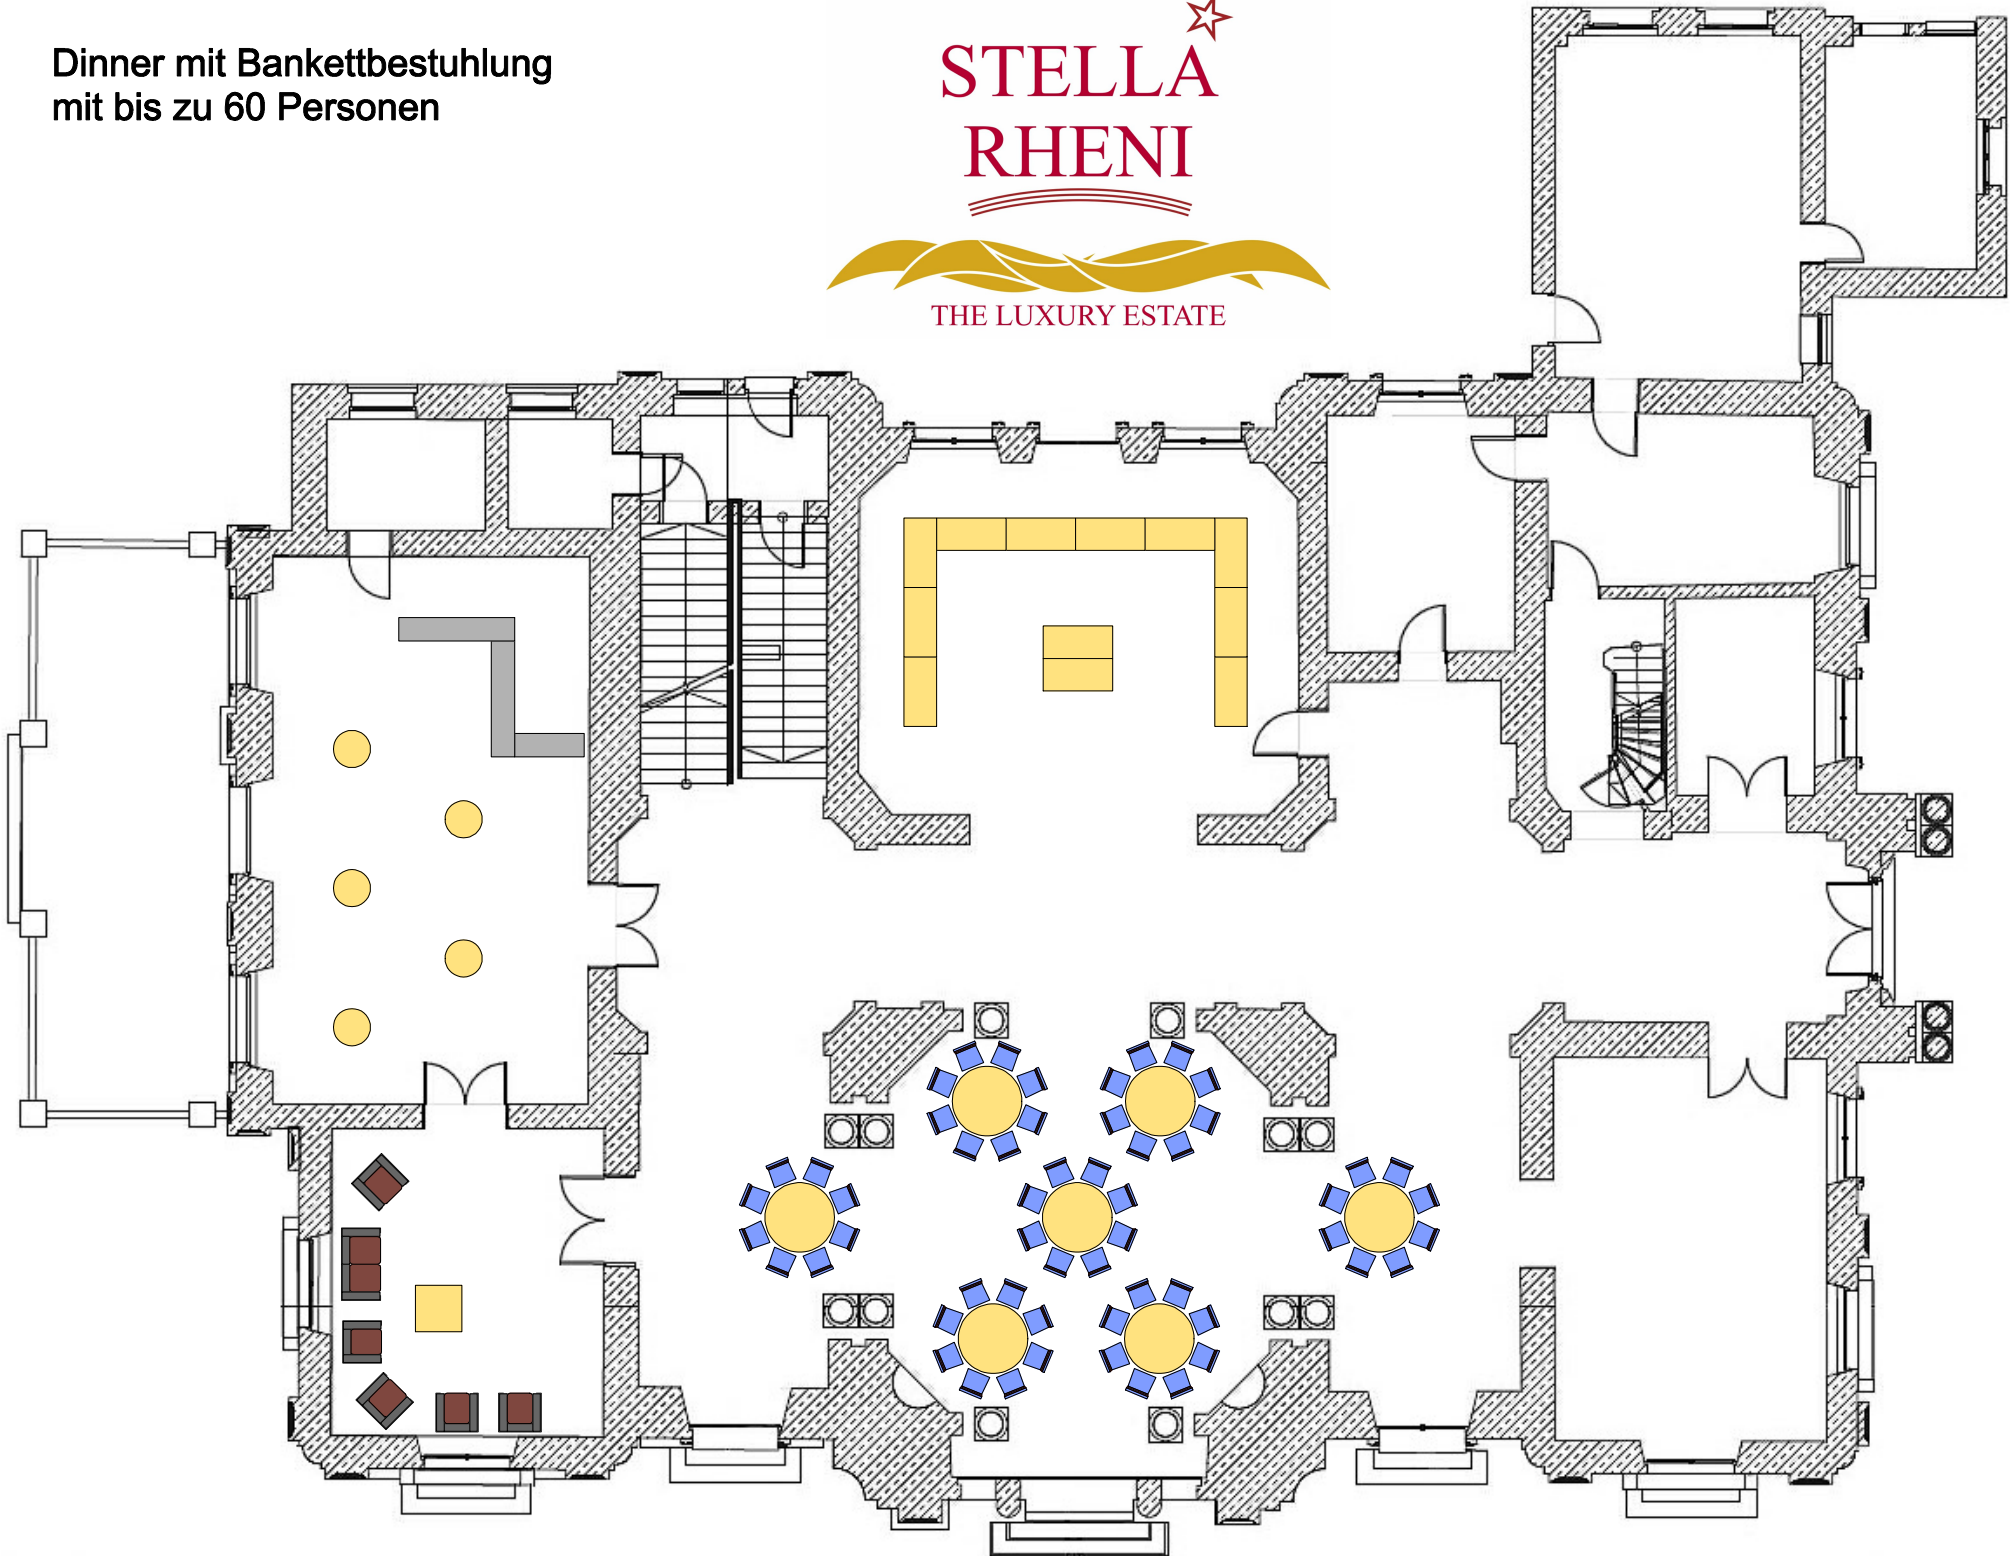 Dinner mit Bankettbestuhlung
mit bis zu 60 Personen
STELLA
RHENI
THE LUXURY ESTATE